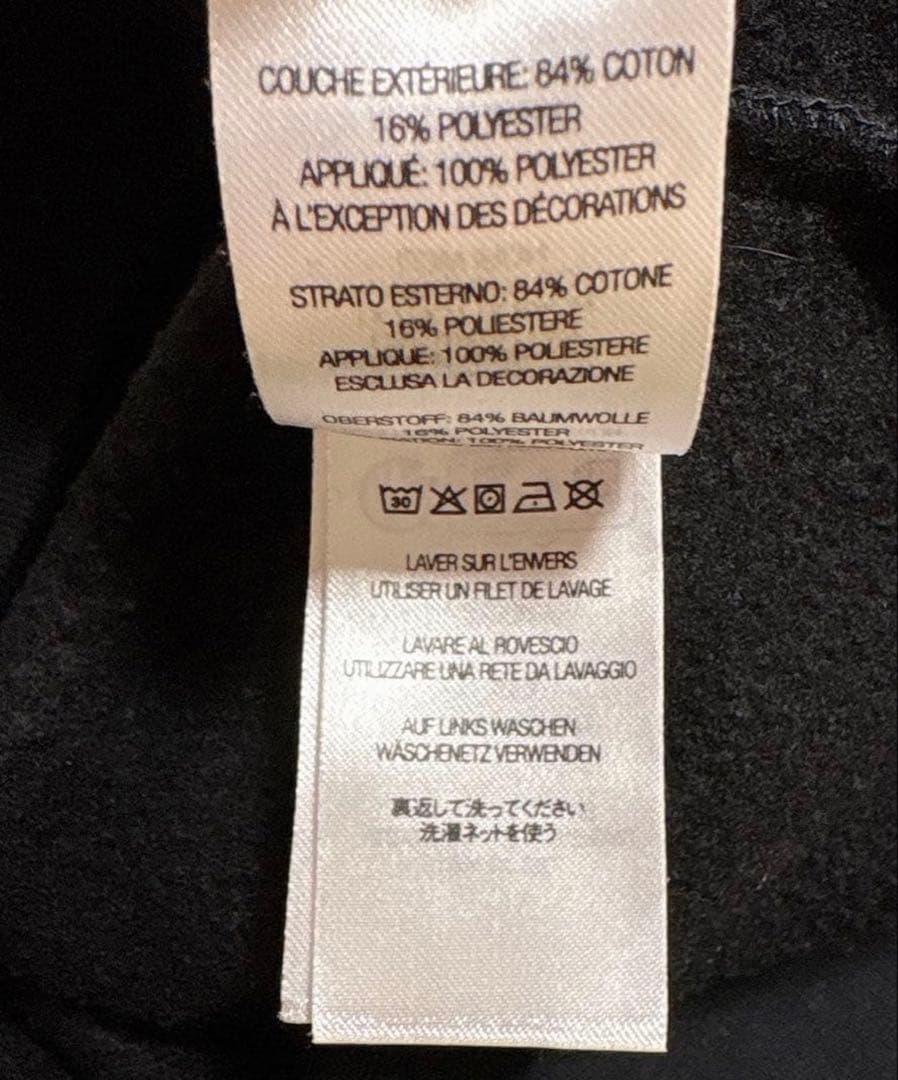 COUCHE EXTÉRIEURE: 84% COTON
16% POLYESTER
APPLIQUÉ: 100% POLYESTER
À L'EXCEPTION DES DÉCORATIONS
STRATO ESTERNO: 84% COTONE
16% POLIESTERE
APPLIQUE: 100% POLIESTERE
ESCLUSA LA DECORAZIONE
OBERSTOFF: 84% BAUMWOLLE
16% POLYESTER
100% POLYESTER
30
LAVER SUR L'ENVERS
UTILISER UN FILET DE LAVAGE
LAVARE AL ROVESCIO
UTILIZZARE UNA RETE DA LAVAGGIO
AUF LINKS WASCHEN
WÄSCHENETZ VERWENDEN
裏返して洗ってください
洗濯ネットを使う